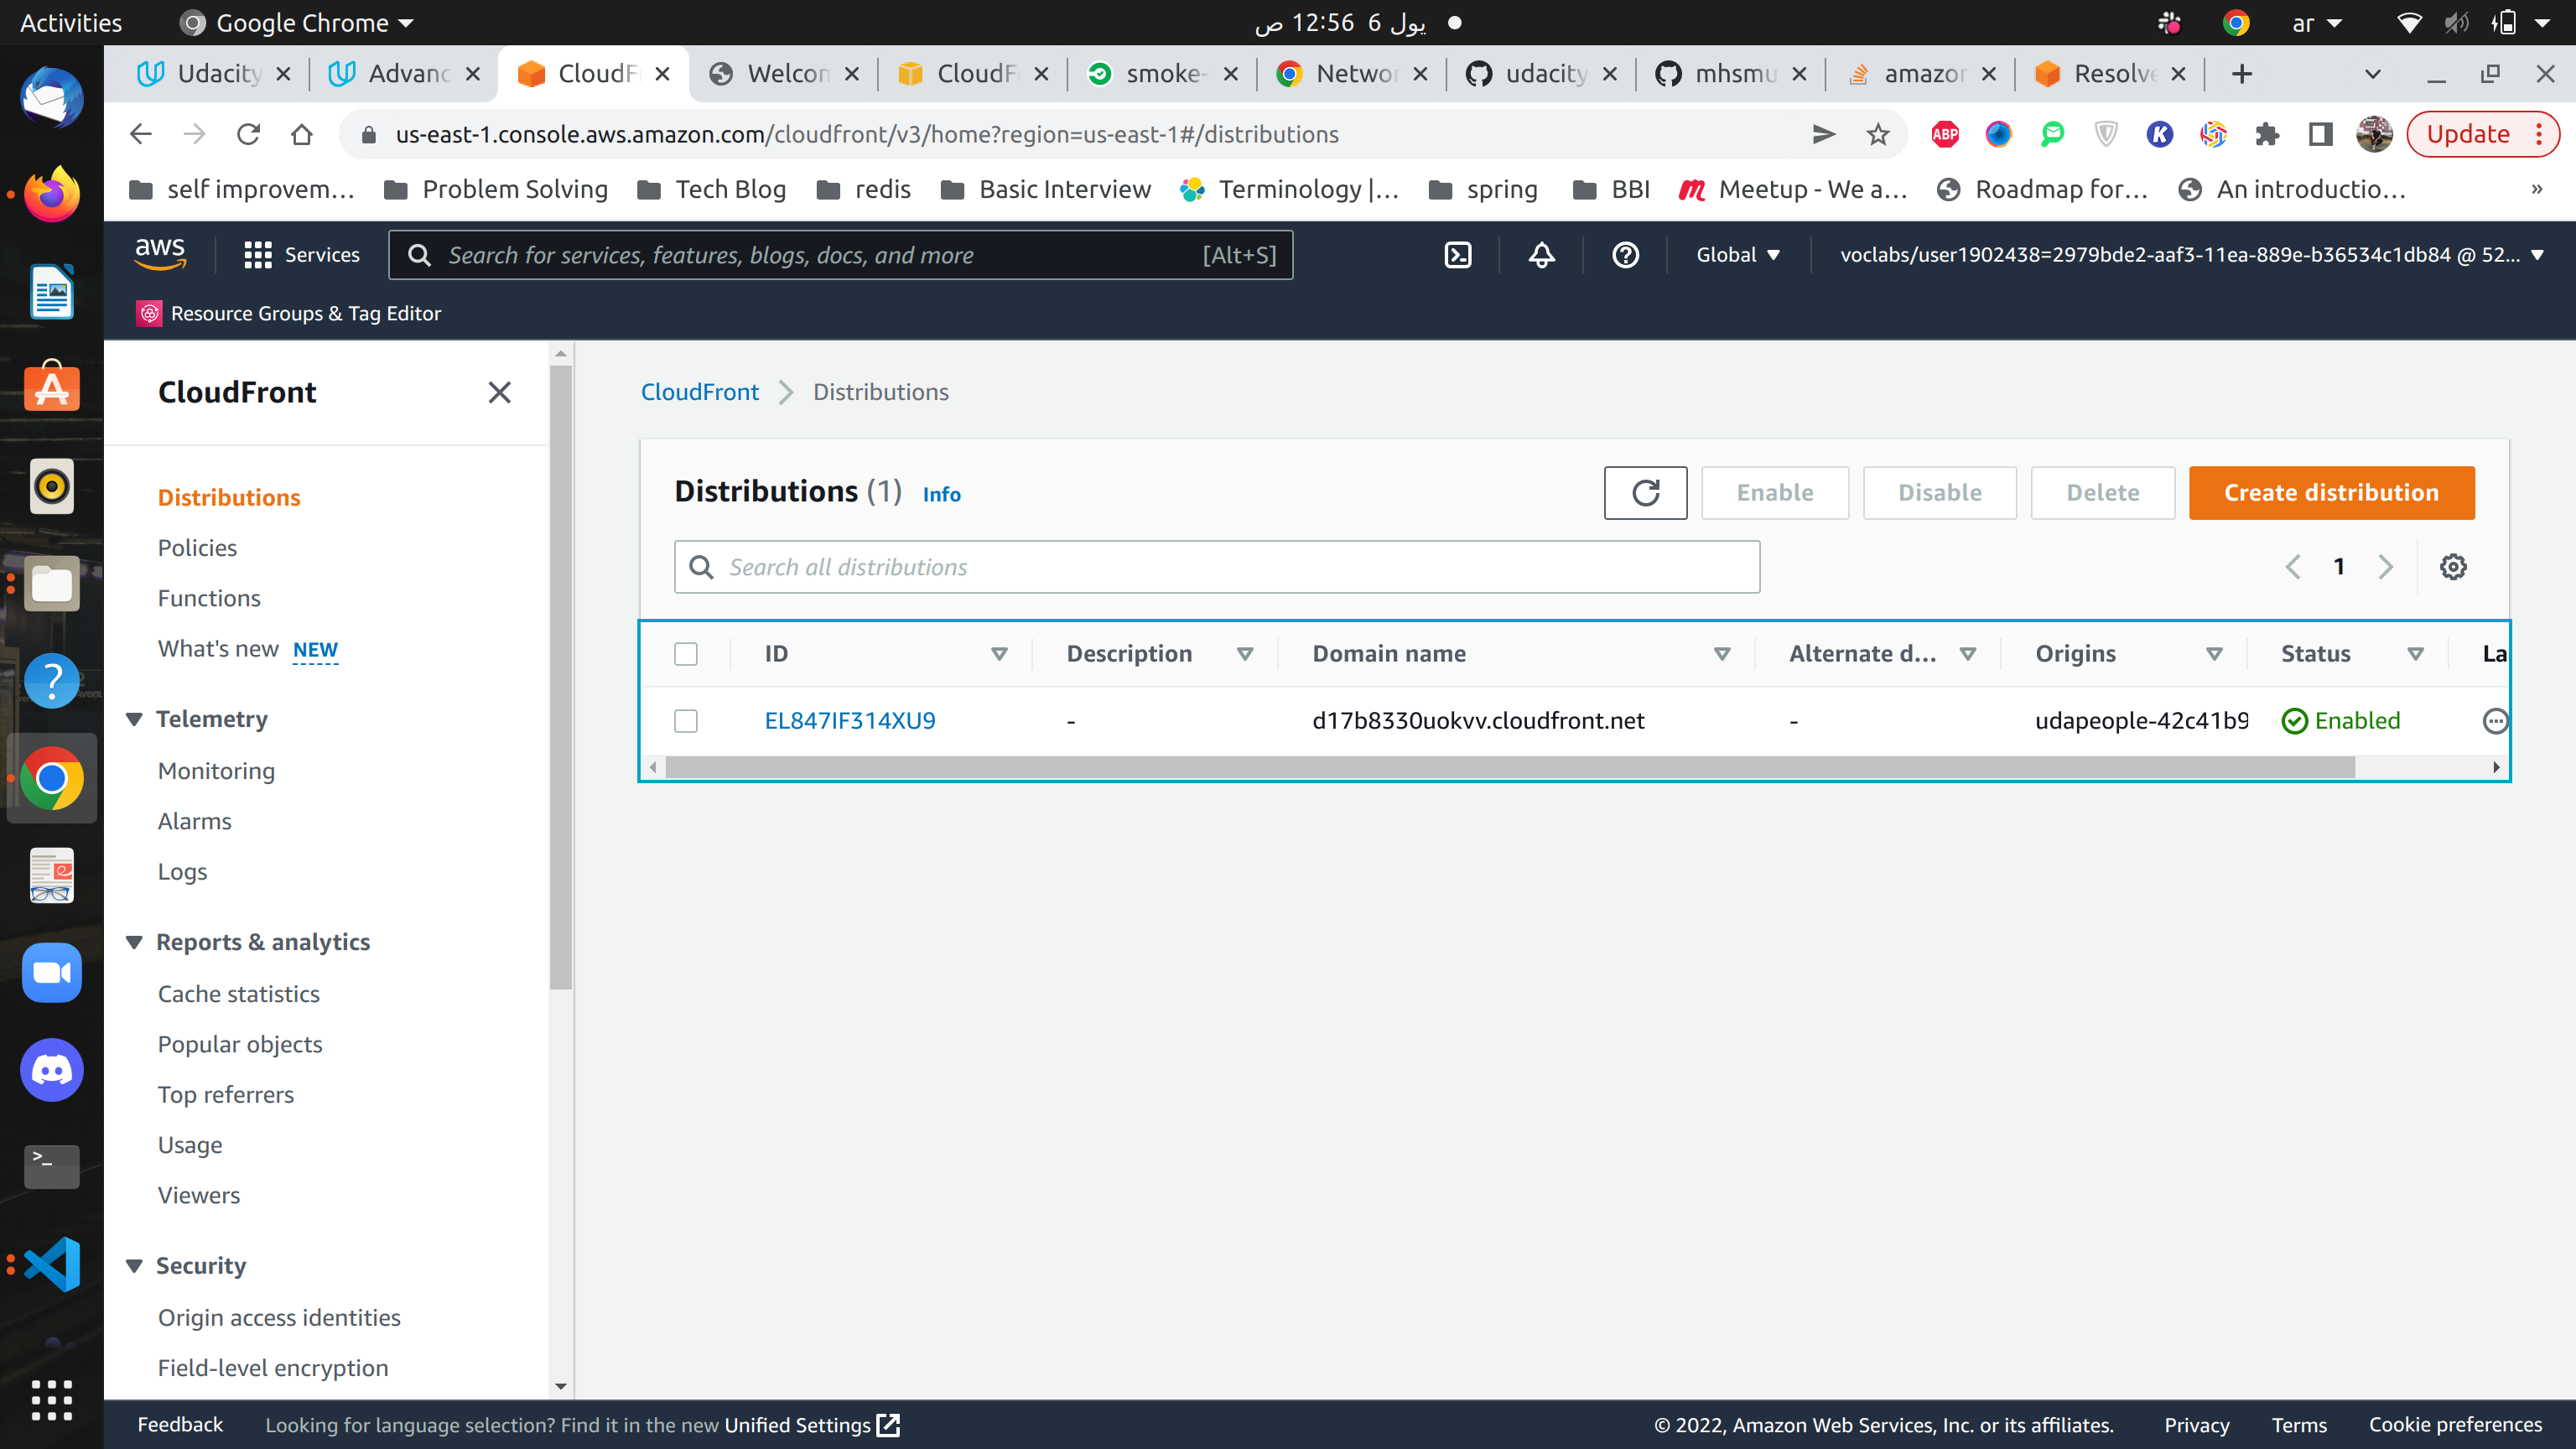 Activities
Google Chrome
ص 12:56 6 يول
ar
Udacity
Advanc
CloudF
Welcom
CloudF
smoke-
Networ
udacity
mhsmu
amazon
Resolve
us-east-1.console.aws.amazon.com/cloudfront/v3/home?region=us-east-1#/distributions
ABP
K
Update
self improvem…
Problem Solving
Tech Blog
redis
Basic Interview
Terminology |…
spring
BBI
Meetup - We a…
Roadmap for…
An introductio…
»
aws
Services
Search for services, features, blogs, docs, and more
[Alt+S]
Global
voclabs/user1902438=2979bde2-aaf3-11ea-889e-b36534c1db84 @ 52...
Resource Groups & Tag Editor
CloudFront
Distributions
Policies
Functions
What's new NEW
Telemetry
Monitoring
Alarms
Logs
Reports & analytics
Cache statistics
Popular objects
Top referrers
Usage
Viewers
Security
Origin access identities
Field-level encryption
CloudFront
Distributions
Distributions (1) Info
Enable
Disable
Delete
Create distribution
Search all distributions
1
ID
Description
Domain name
Alternate d...
Origins
Status
La
EL847IF314XU9
-
d17b8330uokvv.cloudfront.net
-
udapeople-42c41b9
Enabled
Feedback
Looking for language selection? Find it in the new Unified Settings
© 2022, Amazon Web Services, Inc. or its affiliates.
Privacy
Terms
Cookie preferences